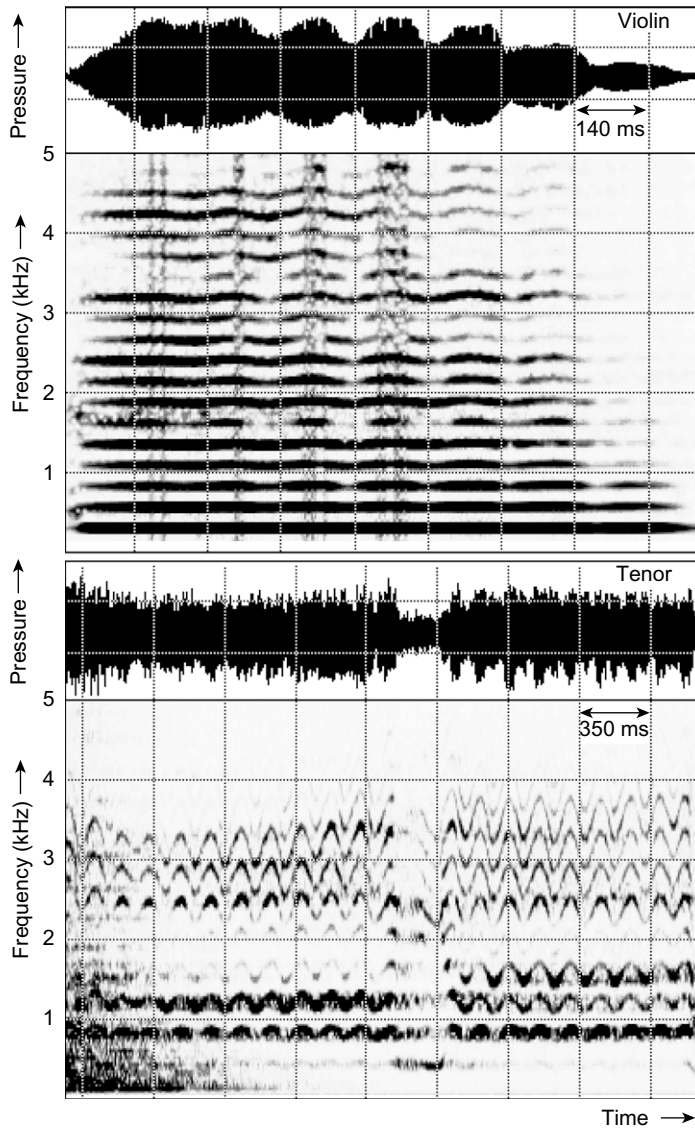 Pressure →
Violin
140 ms
Frequency (kHz) →
5
4
3
2
1
Pressure →
Tenor
350 ms
Frequency (kHz) →
5
4
3
2
1
Time →